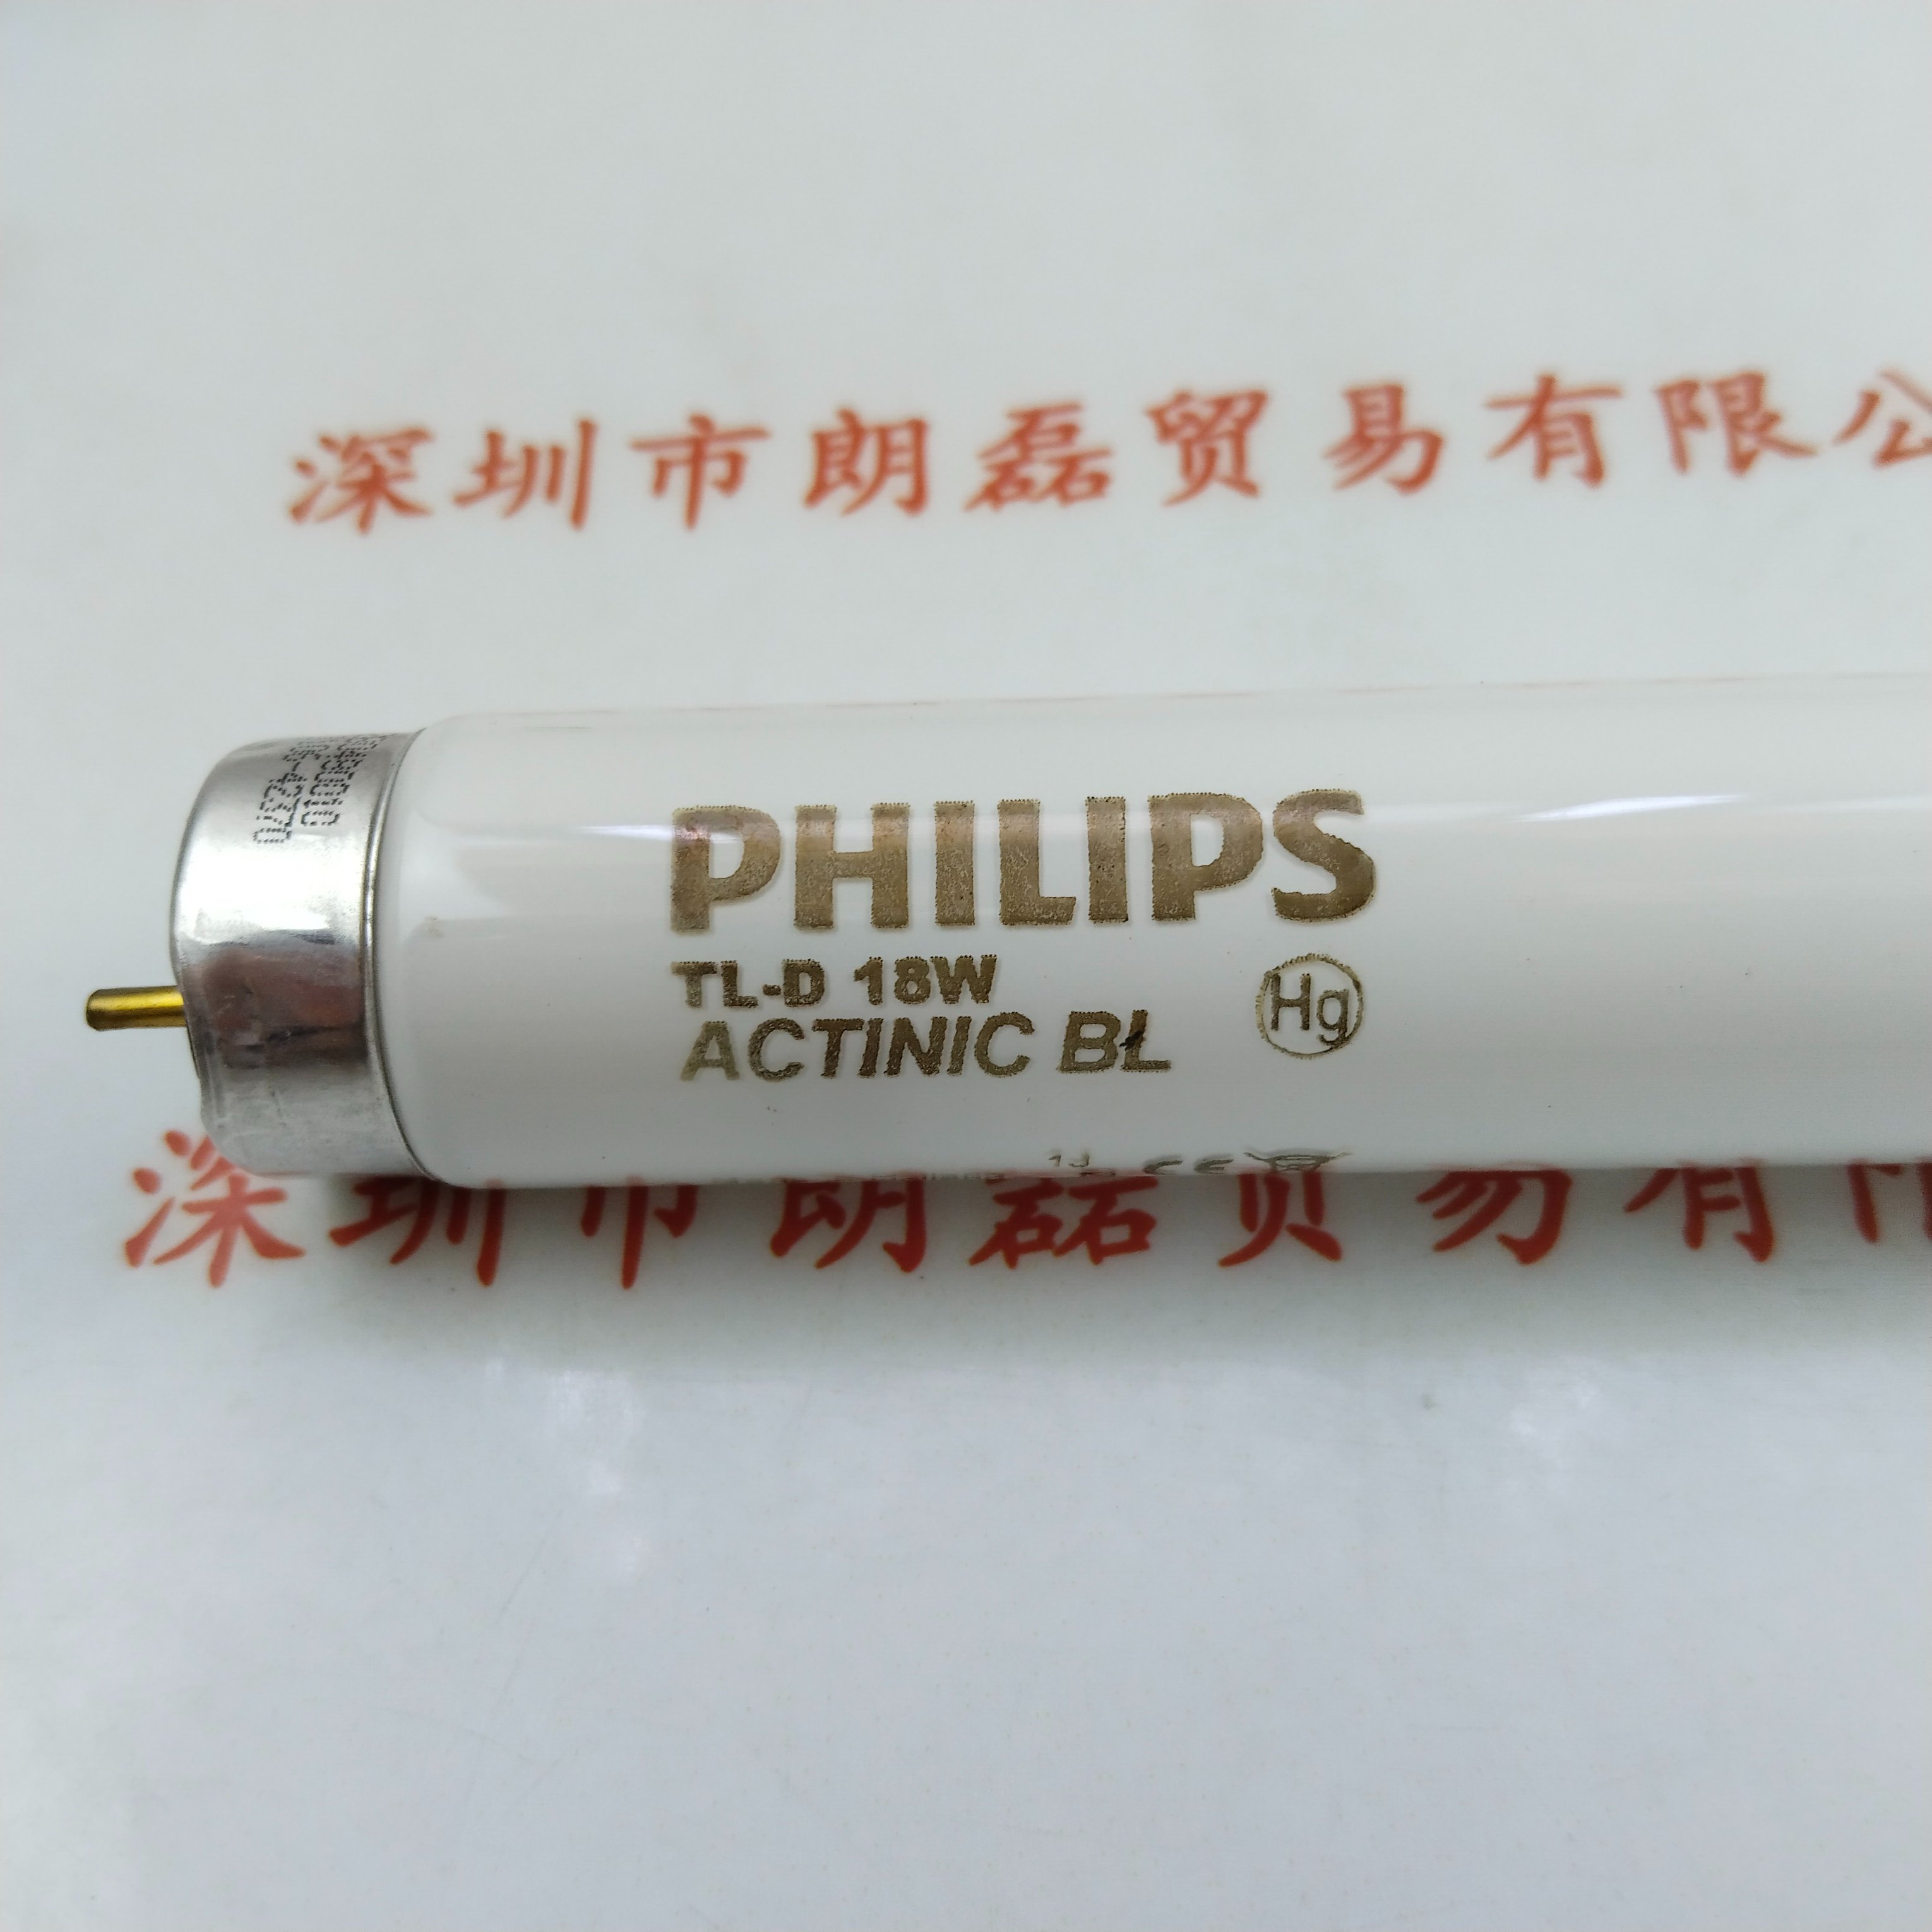 深圳市朗磊贸易有限公
PHILIPS
TL-D 18W
ACTINIC BL
Hg
CE
深圳市朗磊贸易有限